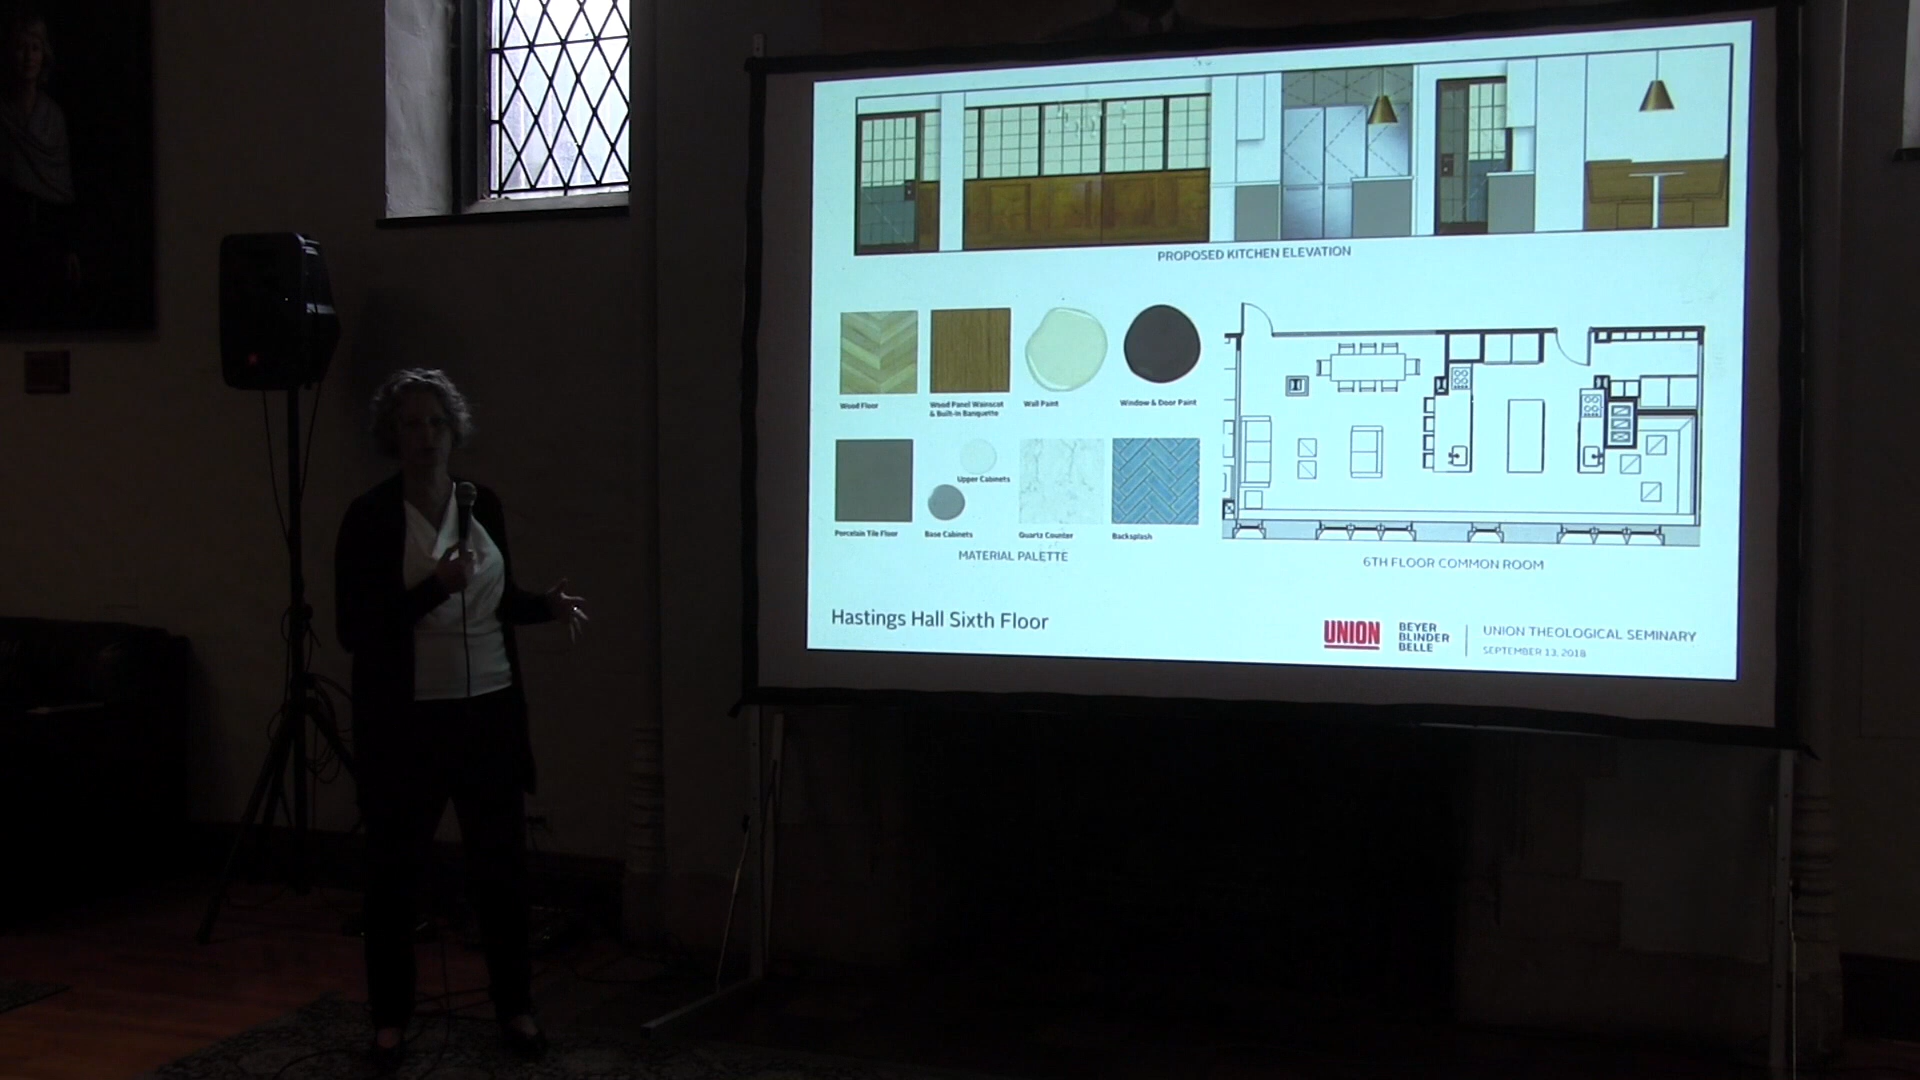 PROPOSED KITCHEN ELEVATION
Wood Floor
Wood Panel Wainscot
& Built-in Banquette
Wall Paint
Window & Door Paint
Upper Cabinets
Porcelain Tile Floor
Base Cabinets
Quartz Counter
Backsplash
MATERIAL PALETTE
6TH FLOOR COMMON ROOM
Hastings Hall Sixth Floor
UNION
BEYER
BLINDER
BELLE
UNION THEOLOGICAL SEMINARY
SEPTEMBER 13, 2018